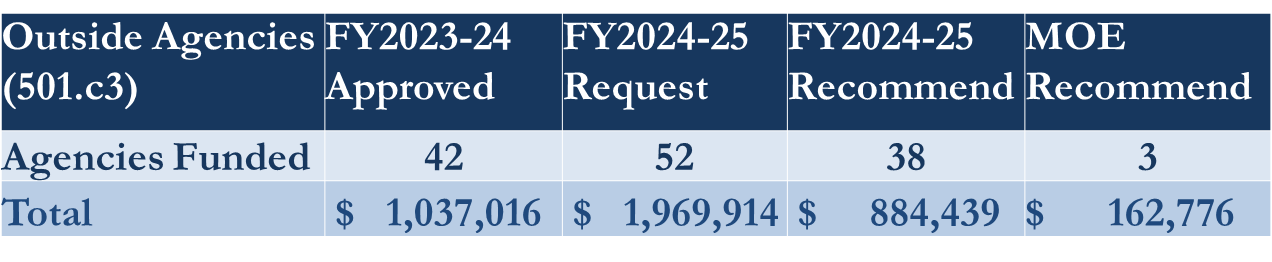 Outside Agencies FY2023-24 FY2024-25 FY2024-25 MOE
(501.c3) Approved Request Recommend Recommend
Agencies Funded 42 52 38 3
Total $ 1,037,016 $ 1,969,914 $ 884,439 $ 162,776